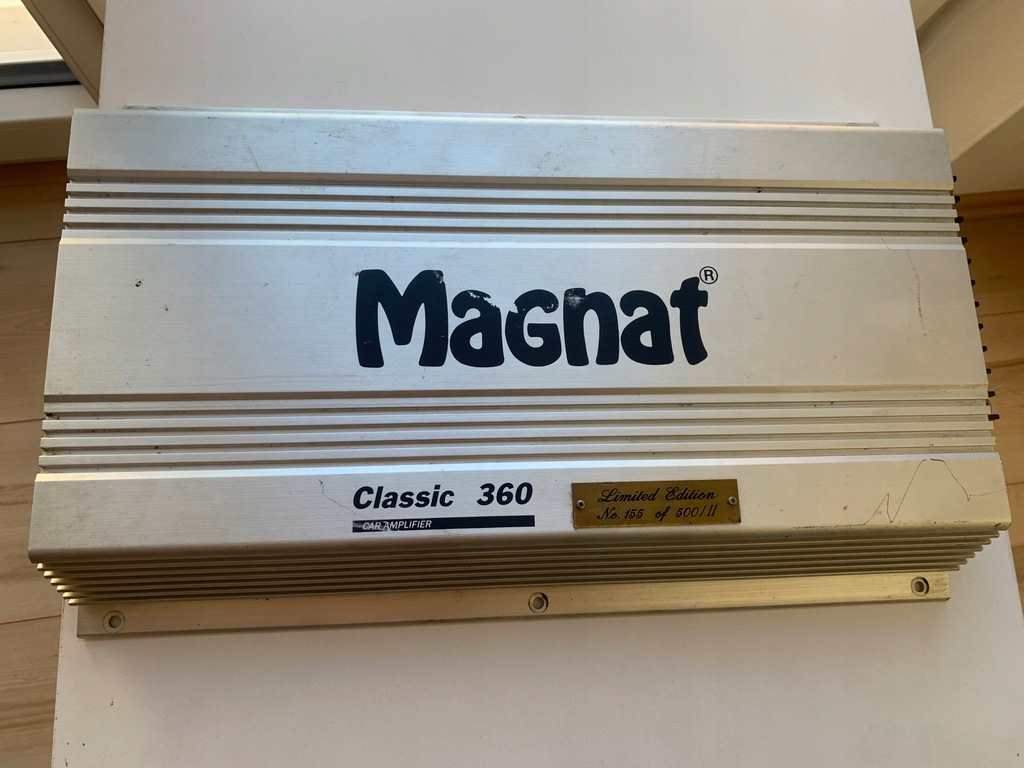 Magnat®
Classic 360
CAR AMPLIFIER
Limited Edition
No. 155 of 500/II